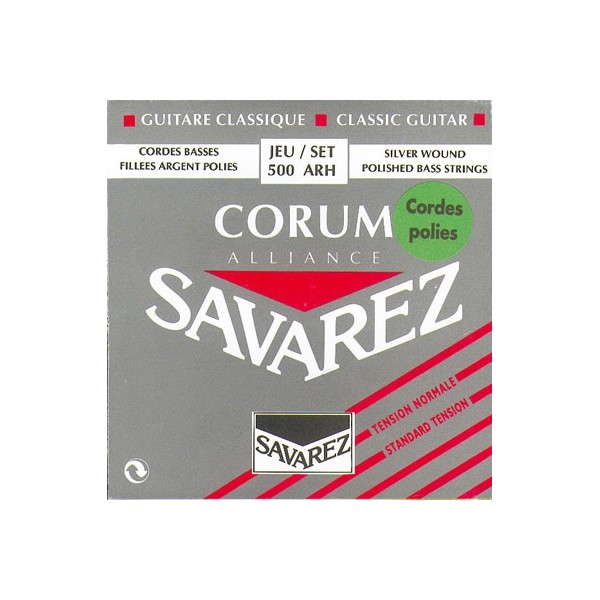 GUITARE CLASSIQUE CLASSIC GUITAR
CORDES BASSES
FILLEES ARGENT POLIES
JEU / SET
500 ARH
SILVER WOUND
POLISHED BASS STRINGS
CORUM
Cordes
polies
ALLIANCE
SAVAREZ
TENSION NORMALE
STANDARD TENSION
SAVAREZ